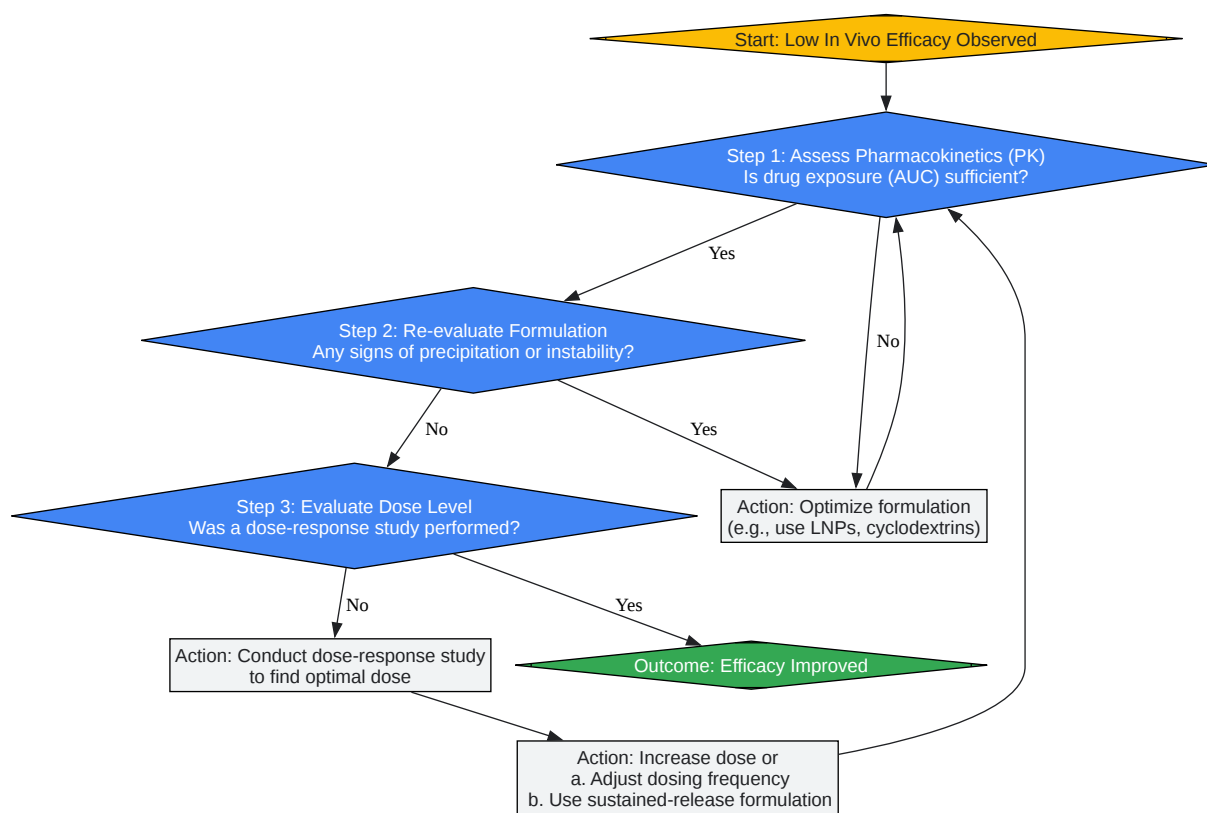 Start: Low In Vivo Efficacy Observed
Step 1: Assess Pharmacokinetics (PK)
Is drug exposure (AUC) sufficient?
Yes
No
Step 2: Re-evaluate Formulation
Any signs of precipitation or instability?
No
Yes
Action: Optimize formulation
(e.g., use LNPs, cyclodextrins)
Step 3: Evaluate Dose Level
Was a dose-response study performed?
No
Yes
Action: Conduct dose-response study
to find optimal dose
Outcome: Efficacy Improved
Action: Increase dose or
a. Adjust dosing frequency
b. Use sustained-release formulation